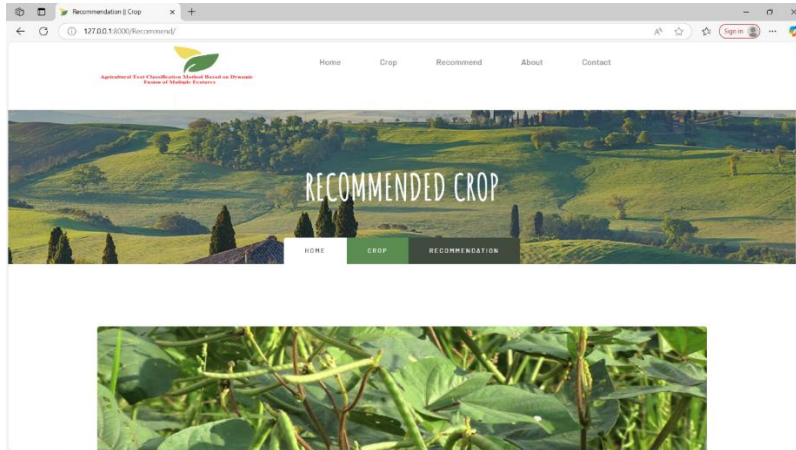 Recommendation || Crop
127.0.0.1:8000/Recommend/
Sign in
Agricultural Text Classification Method Based on Dynamic
Fusion of Multiple Features
Home Crop Recommend About Contact
RECOMMENDED CROP
HOME CROP RECOMMENDATION